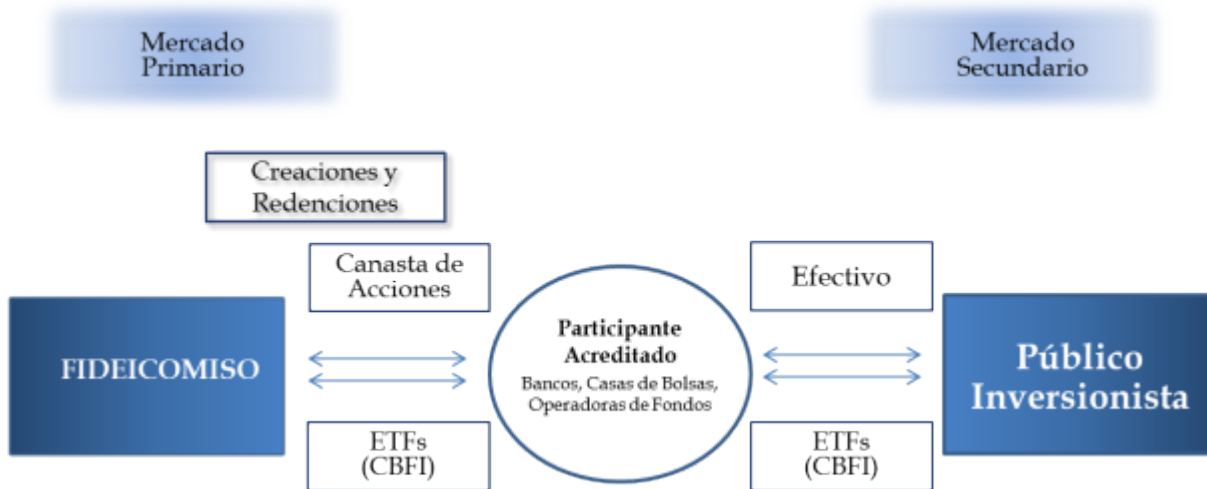 Mercado
Primario
Mercado
Secundario
Creaciones y
Redenciones
Canasta de
Acciones
Efectivo
FIDEICOMISO
Participante
Acreditado
Bancos, Casas de Bolsas,
Operadoras de Fondos
Público
Inversionista
ETFs
(CBFI)
ETFs
(CBFI)